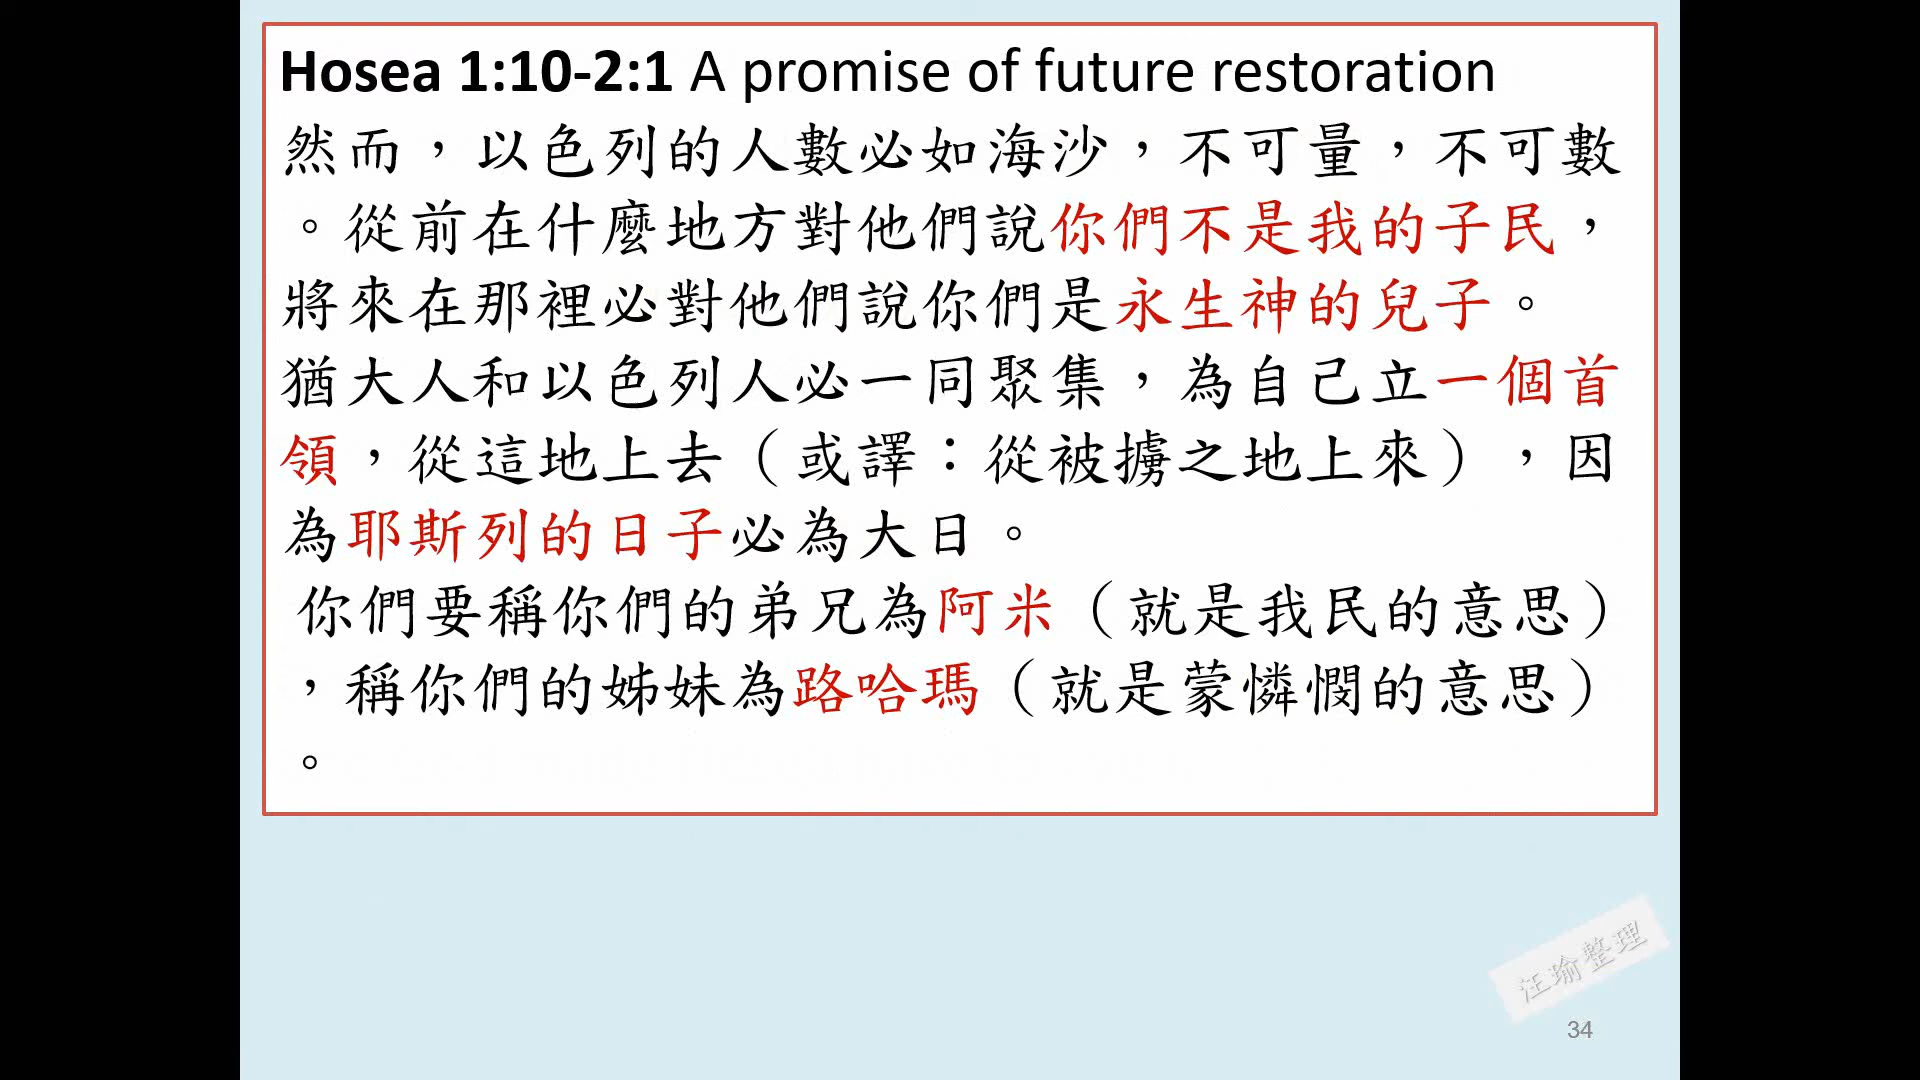 Hosea 1:10-2:1 A promise of future restoration
然而，以色列的人數必如海沙，不可量，不可數
。從前在什麼地方對他們說你們不是我的子民，
將來在那裡必對他們說你們是永生神的兒子。
猶大人和以色列人必一同聚集，為自己立一個首
領，從這地上去（或譯：從被擄之地上來），因
為耶斯列的日子必為大日。
你們要稱你們的弟兄為阿米（就是我民的意思）
，稱你們的姊妹為路哈瑪（就是蒙憐憫的意思）
。
汪瑜整理
34